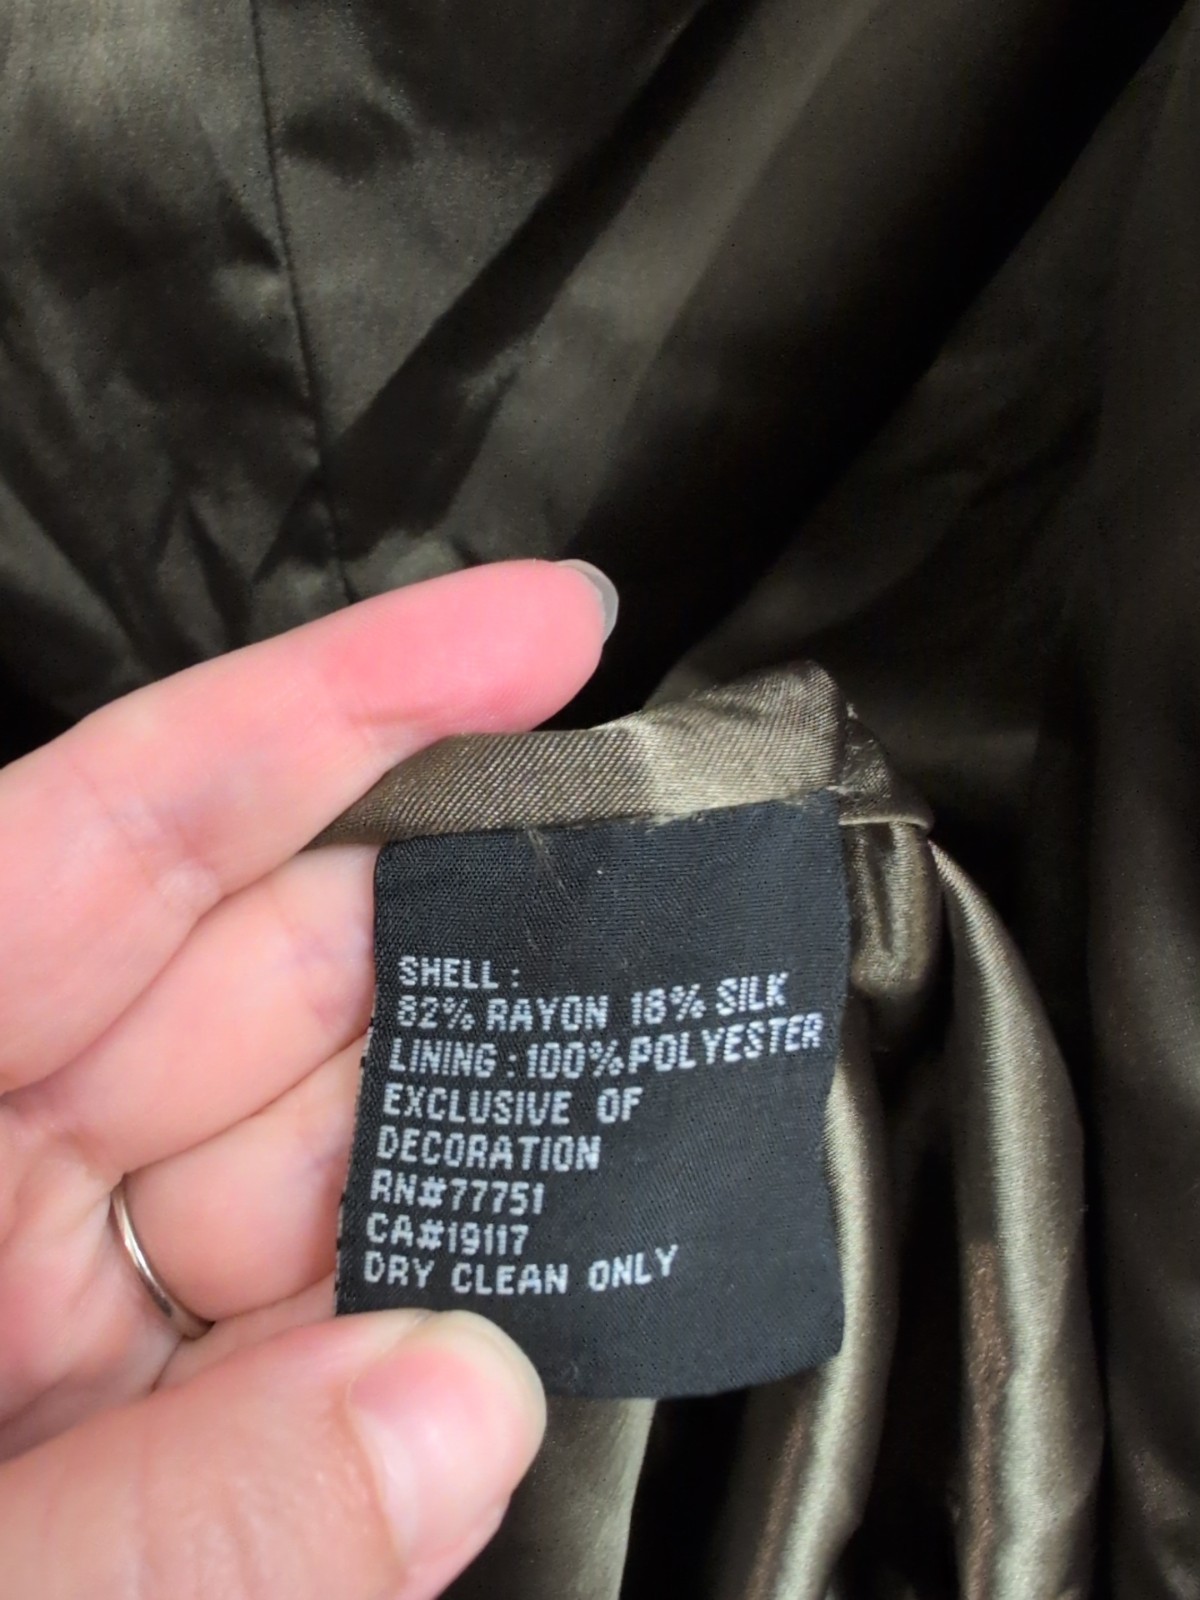 SHELL :
82% RAYON 18% SILK
LINING : 100% POLYESTER
EXCLUSIVE OF
DECORATION
RN#77751
CA#19117
DRY CLEAN ONLY